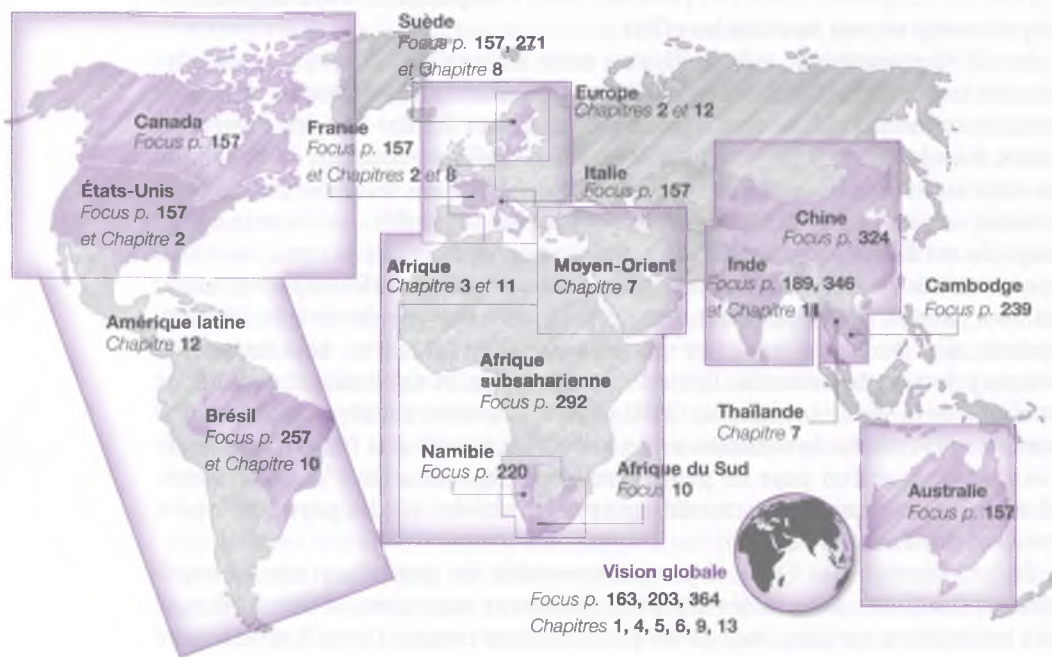 Suède
Focus p. 157, 271
et Chapitre 8
Europe
Chapitres 2 et 12
Canada
Focus p. 157
France
Focus p. 157
et Chapitres 2 et 8
Italie
Focus p. 157
États-Unis
Focus p. 157
et Chapitre 2
Chine
Focus p. 324
Afrique
Chapitre 3 et 11
Moyen-Orient
Chapitre 7
Inde
Focus p. 189, 346
et Chapitre 11
Cambodge
Focus p. 239
Amérique latine
Chapitre 12
Afrique
subsaharienne
Focus p. 292
Brésil
Focus p. 257
et Chapitre 10
Thaïlande
Chapitre 7
Namibie
Focus p. 220
Afrique du Sud
Focus 10
Australie
Focus p. 157
Vision globale
Focus p. 163, 203, 364
Chapitres 1, 4, 5, 6, 9, 13